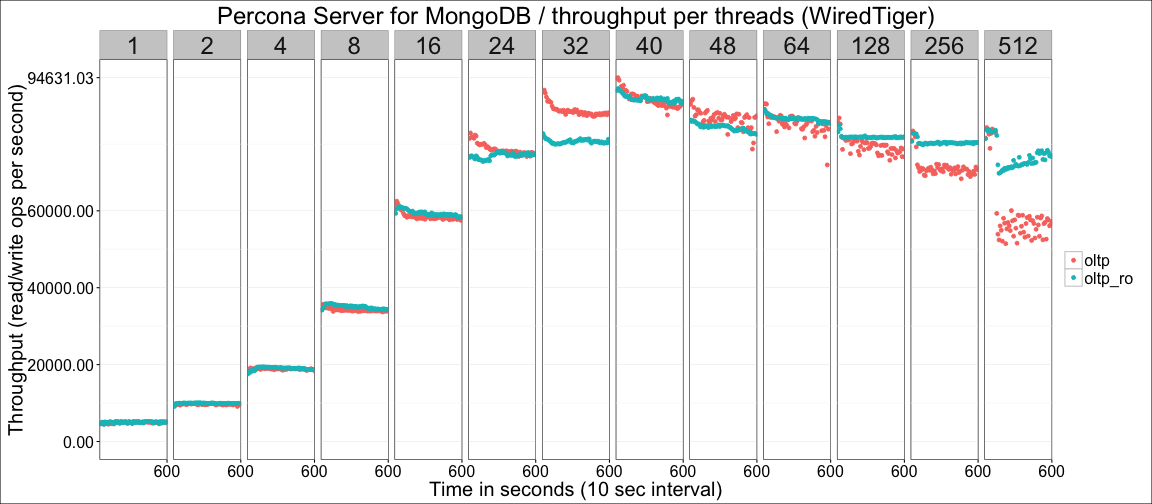 Percona Server for MongoDB / throughput per threads (WiredTiger)
1 2 4 8 16 24 32 40 48 64 128 256 512
Throughput (read/write ops per second)
94631.03
60000.00
40000.00
20000.00
0.00
oltp
oltp_ro
600 600 600 600 600 600 600 600 600 600 600 600 600
Time in seconds (10 sec interval)